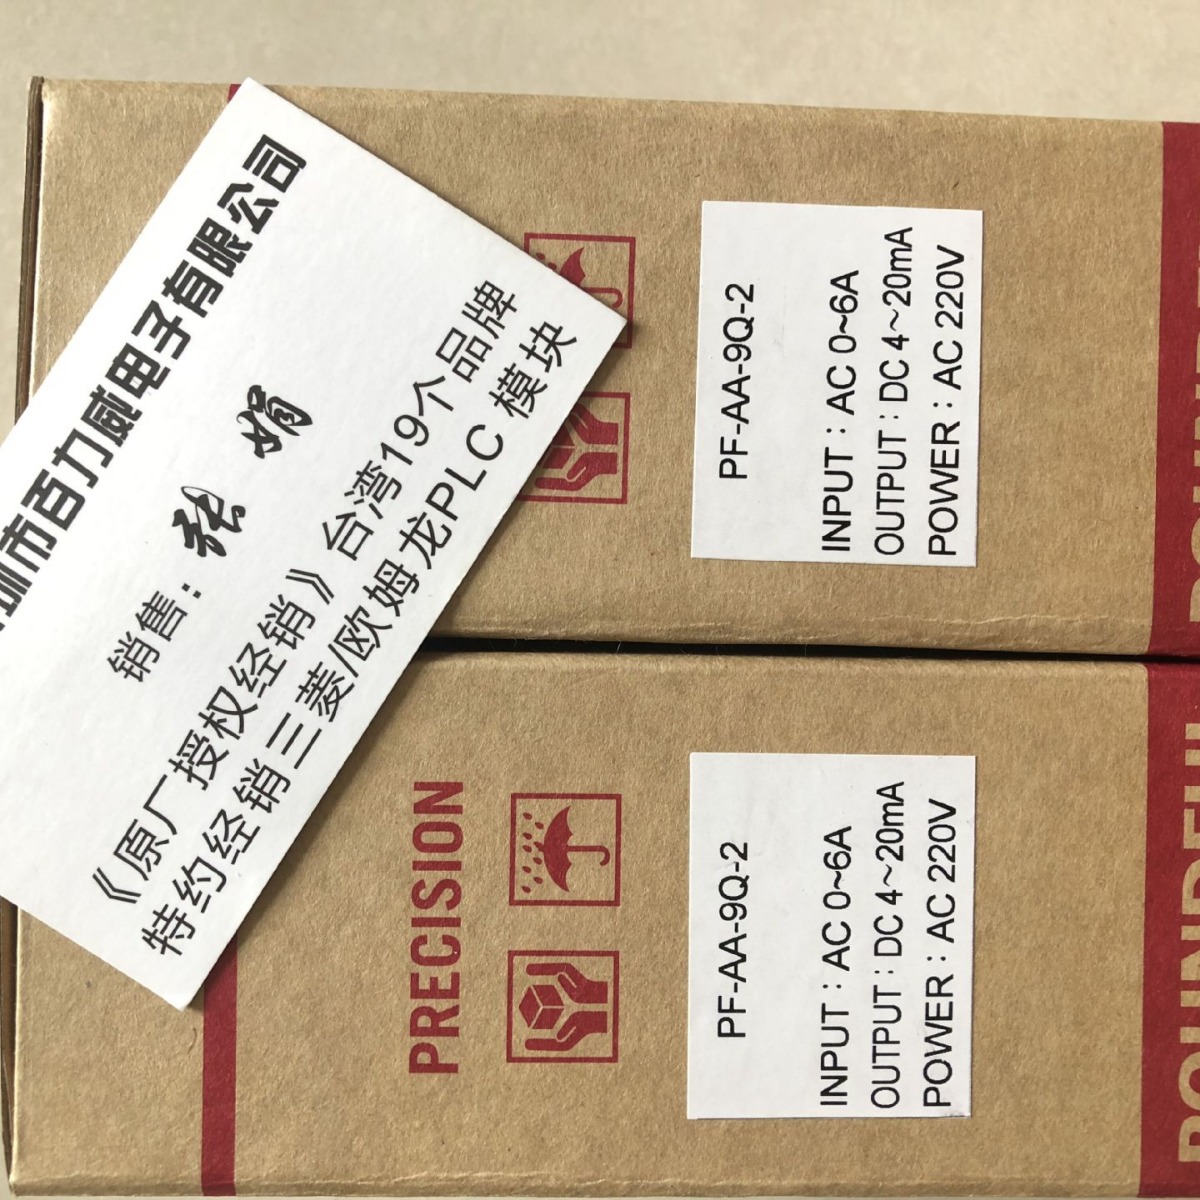 圳市百力威电子有限公司
销售：张娟
《原厂授权经销》台湾19个品牌
特约经销三菱/欧姆龙PLC 模块
PF-AA-9Q-2
INPUT：AC 0~6A
OUTPUT：DC 4～20mA
POWER：AC 220V
PRECISION
PF-AA-9Q-2
INPUT：AC 0~6A
OUTPUT：DC 4～20mA
POWER：AC 220V